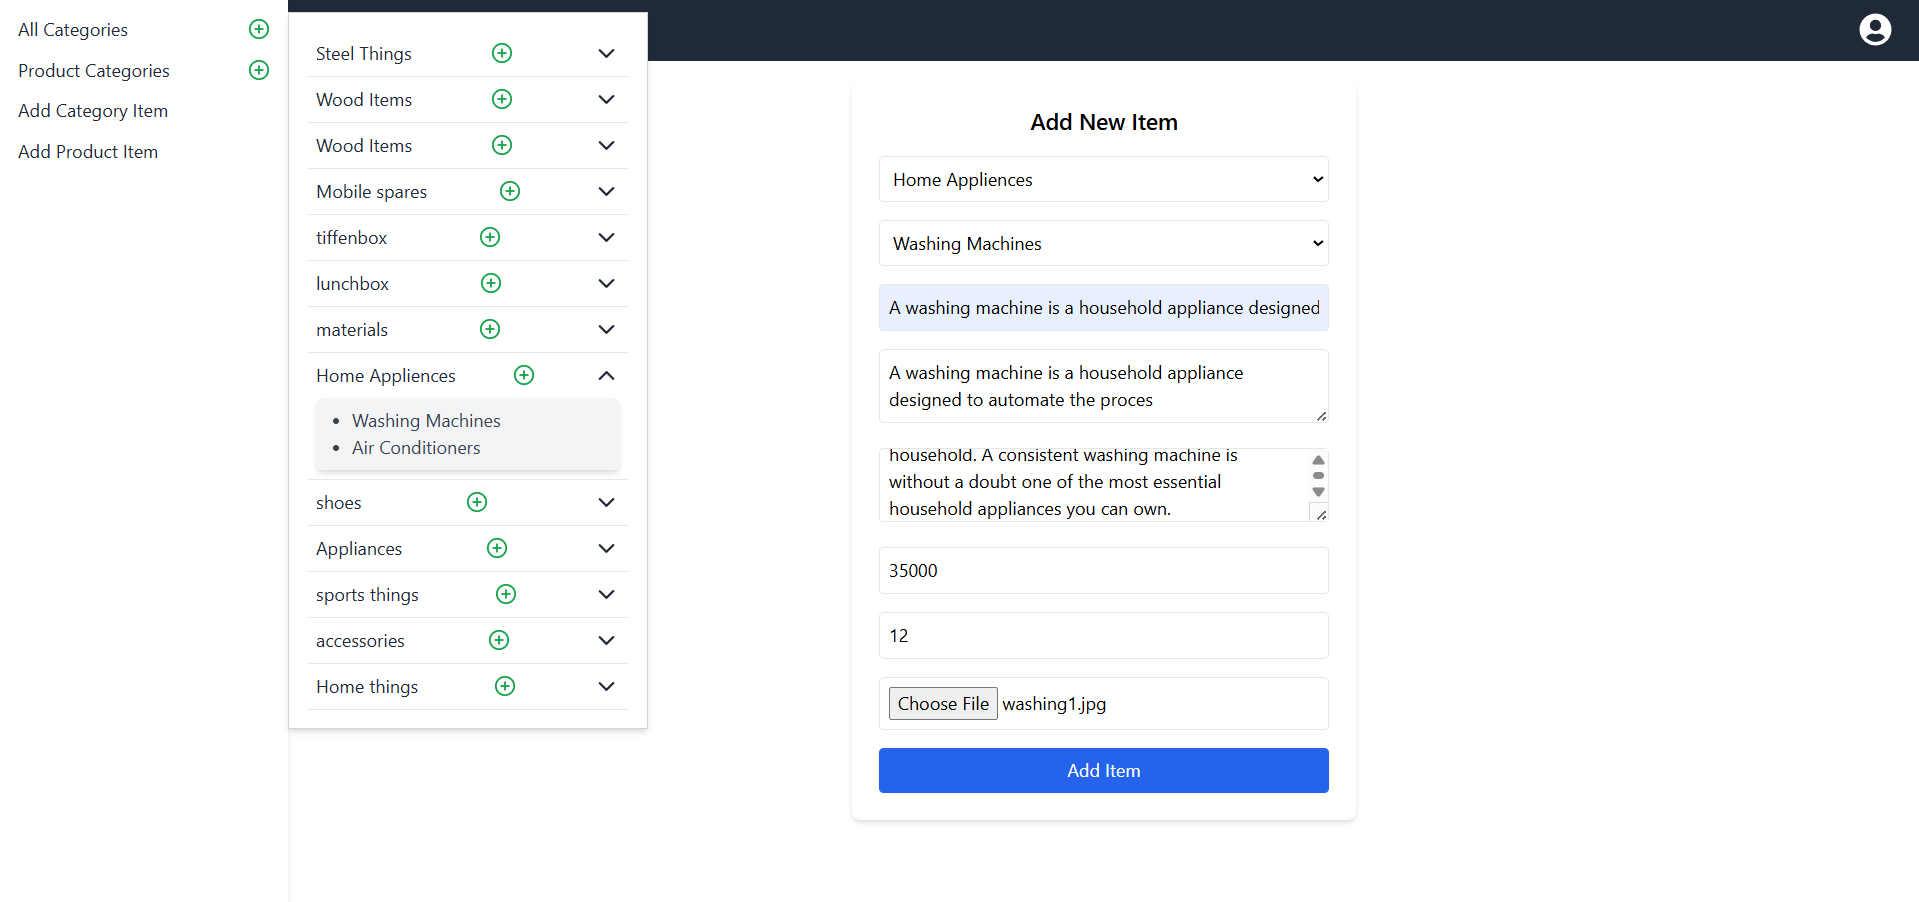 All Categories
Product Categories
Add Category Item
Add Product Item
Steel Things
Wood Items
Wood Items
Mobile spares
tiffenbox
lunchbox
materials
Home Appliences
Washing Machines
Air Conditioners
shoes
Appliances
sports things
accessories
Home things
Add New Item
Home Appliences
Washing Machines
A washing machine is a household appliance designed
A washing machine is a household appliance
designed to automate the proces
household. A consistent washing machine is
without a doubt one of the most essential
household appliances you can own.
35000
12
Choose File washing1.jpg
Add Item